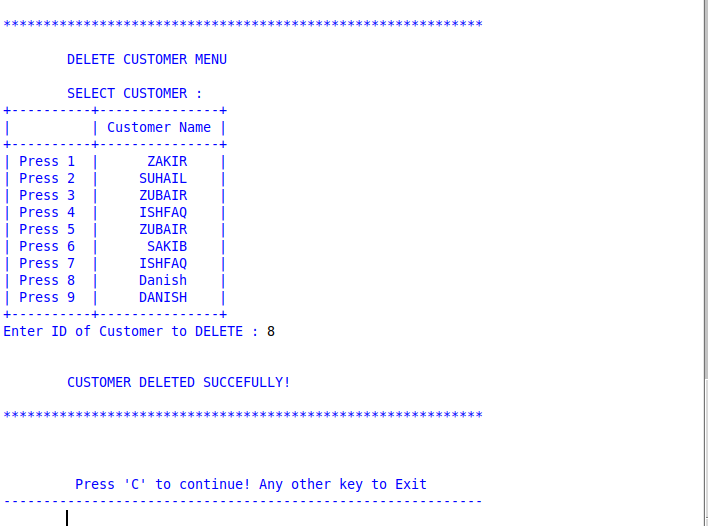 ************************************************************
DELETE CUSTOMER MENU
SELECT CUSTOMER :
+----------+---------------+
|          | Customer Name |
+----------+---------------+
| Press 1  |      ZAKIR    |
| Press 2  |     SUHAIL    |
| Press 3  |     ZUBAIR    |
| Press 4  |     ISHFAQ    |
| Press 5  |     ZUBAIR    |
| Press 6  |      SAKIB    |
| Press 7  |     ISHFAQ    |
| Press 8  |     Danish    |
| Press 9  |     DANISH    |
+----------+---------------+
Enter ID of Customer to DELETE : 8
CUSTOMER DELETED SUCCEFULLY!
************************************************************
Press 'C' to continue! Any other key to Exit
------------------------------------------------------------